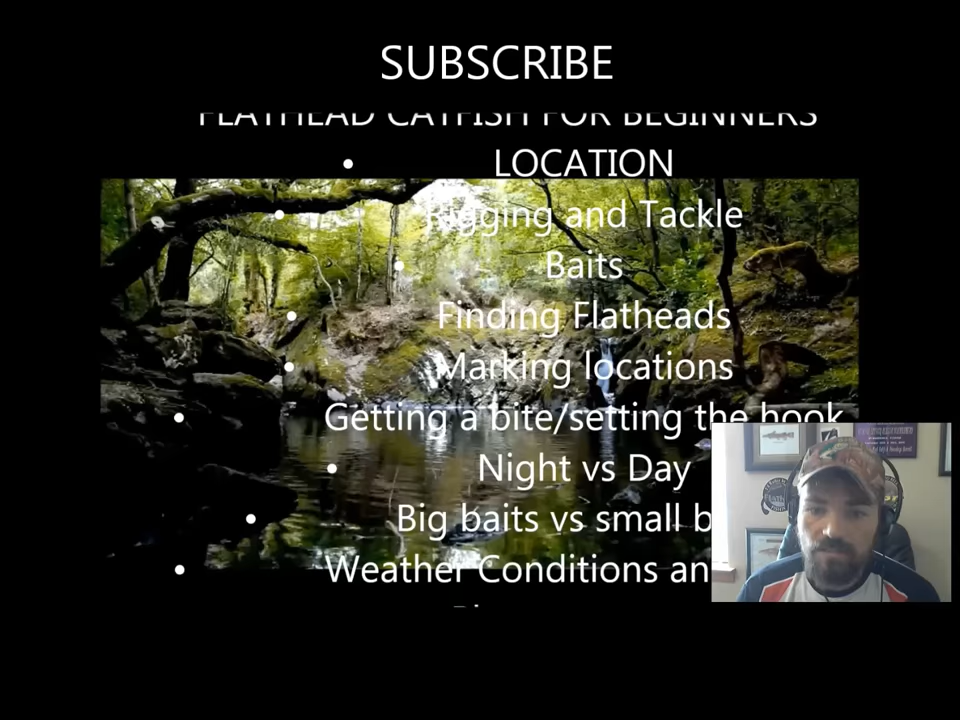 SUBSCRIBE
FLATHEAD CATFISH FOR BEGINNERS
• LOCATION
• Rigging and Tackle
• Baits
• Finding Flatheads
• Marking locations
• Getting a bite/setting the hook
• Night vs Day
• Big baits vs small b
• Weather Conditions an